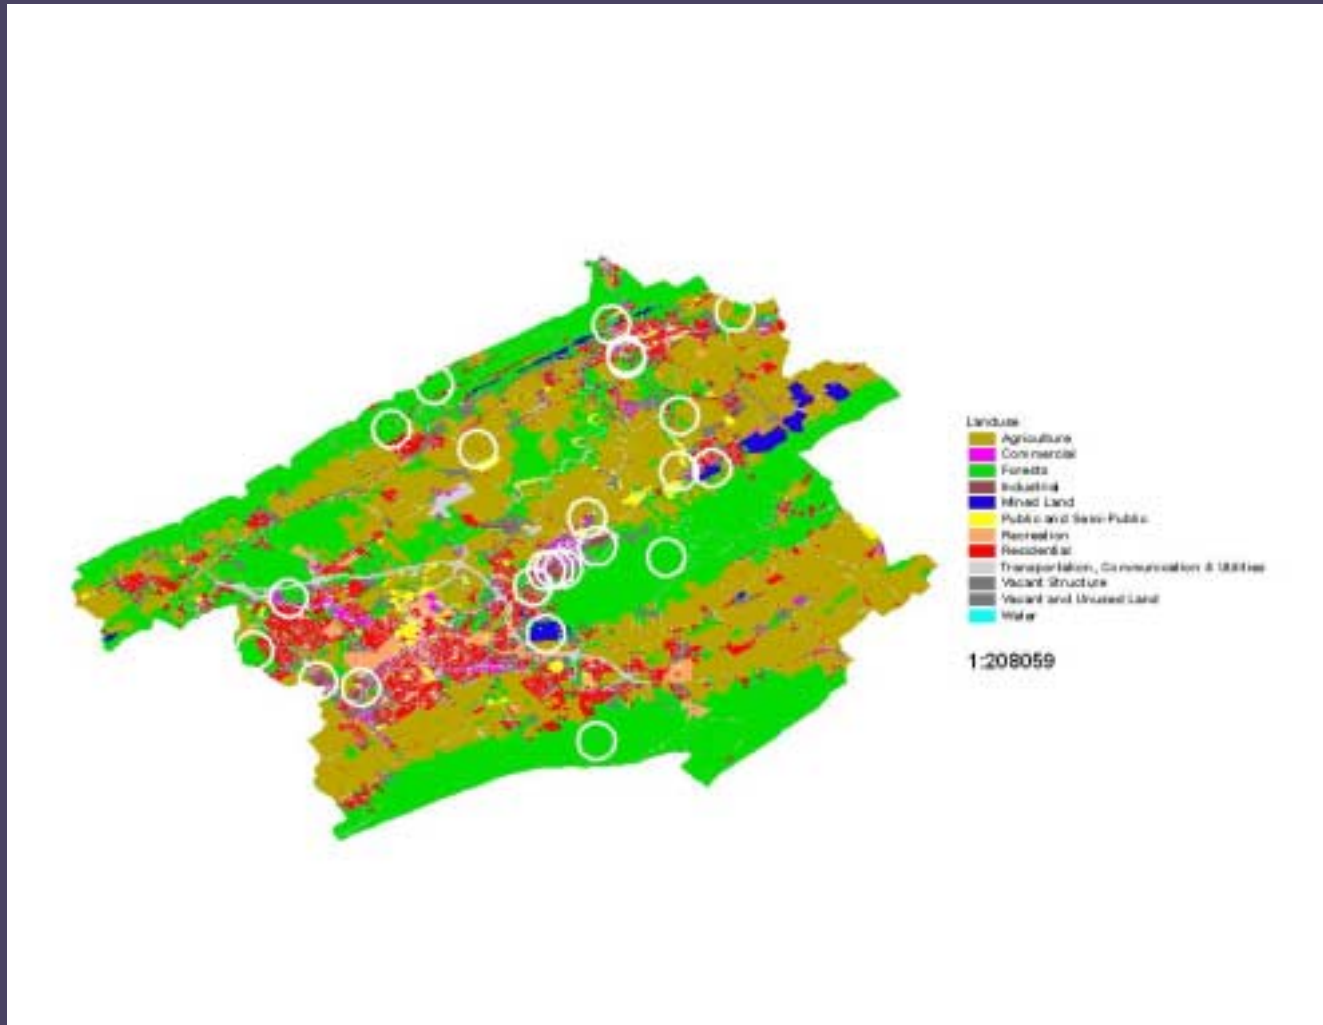 Landuse
Agriculture
Commercial
Forests
Industrial
Mined Land
Public and Semi-Public
Recreation
Residential
Transportation, Communication & Utilities
Vacant Structure
Vacant and Unused Land
Water
1:208059